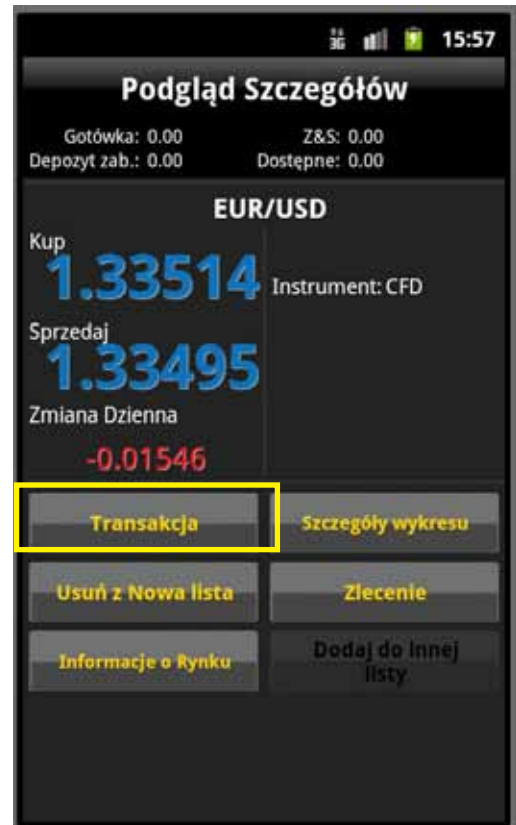 3G 15:57
Podgląd Szczegółów
Gotówka: 0.00 Z&S: 0.00
Depozyt zab.: 0.00 Dostępne: 0.00
EUR/USD
Kup
1.33514 Instrument: CFD
Sprzedaj
1.33495
Zmiana Dzienna
-0.01546
Transakcja Szczegóły wykresu
Usuń z Nowa lista Zlecenie
Informacje o Rynku Dodaj do innej
listy